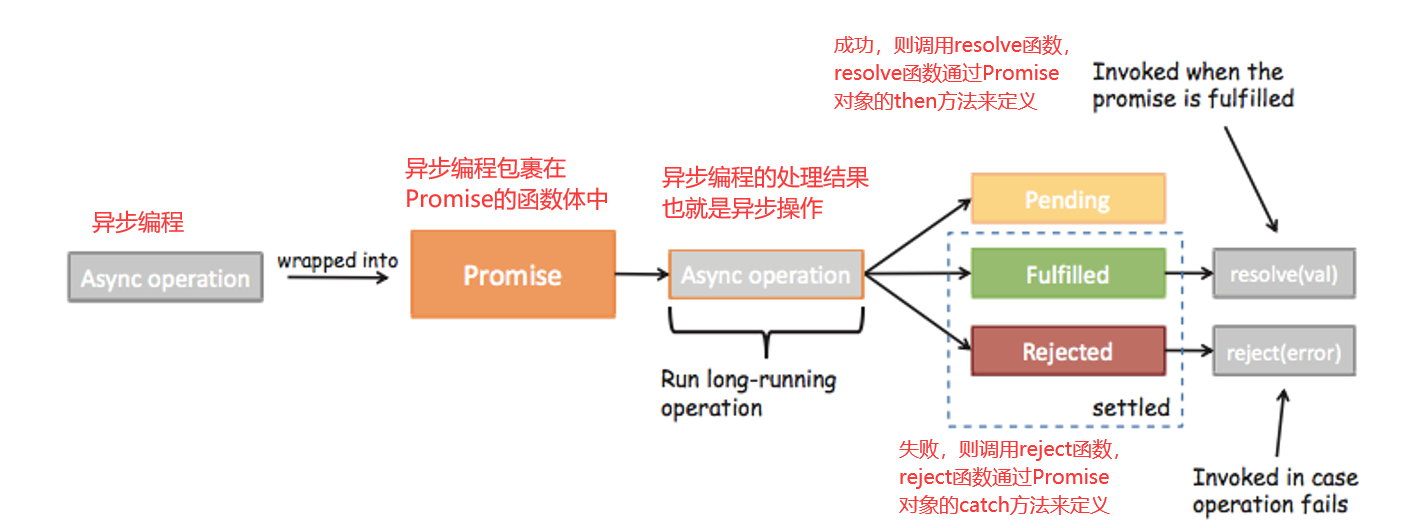 异步编程
Async operation
wrapped into
异步编程包裹在
Promise的函数体中
Promise
异步编程的处理结果
也就是异步操作
Async operation
Run long-running
operation
成功，则调用resolve函数，
resolve函数通过Promise
对象的then方法来定义
Invoked when the
promise is fulfilled
Pending
Fulfilled
resolve(val)
Rejected
reject(error)
settled
失败，则调用reject函数，
reject函数通过Promise
对象的catch方法来定义
Invoked in case
operation fails